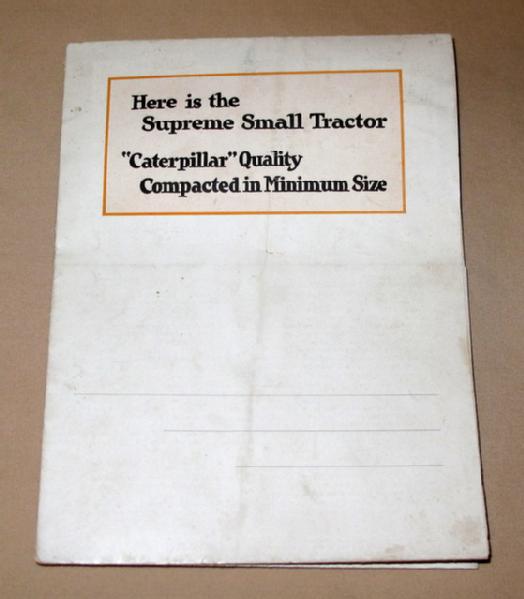 Here is the
Supreme Small Tractor
"Caterpillar" Quality
Compacted in Minimum Size